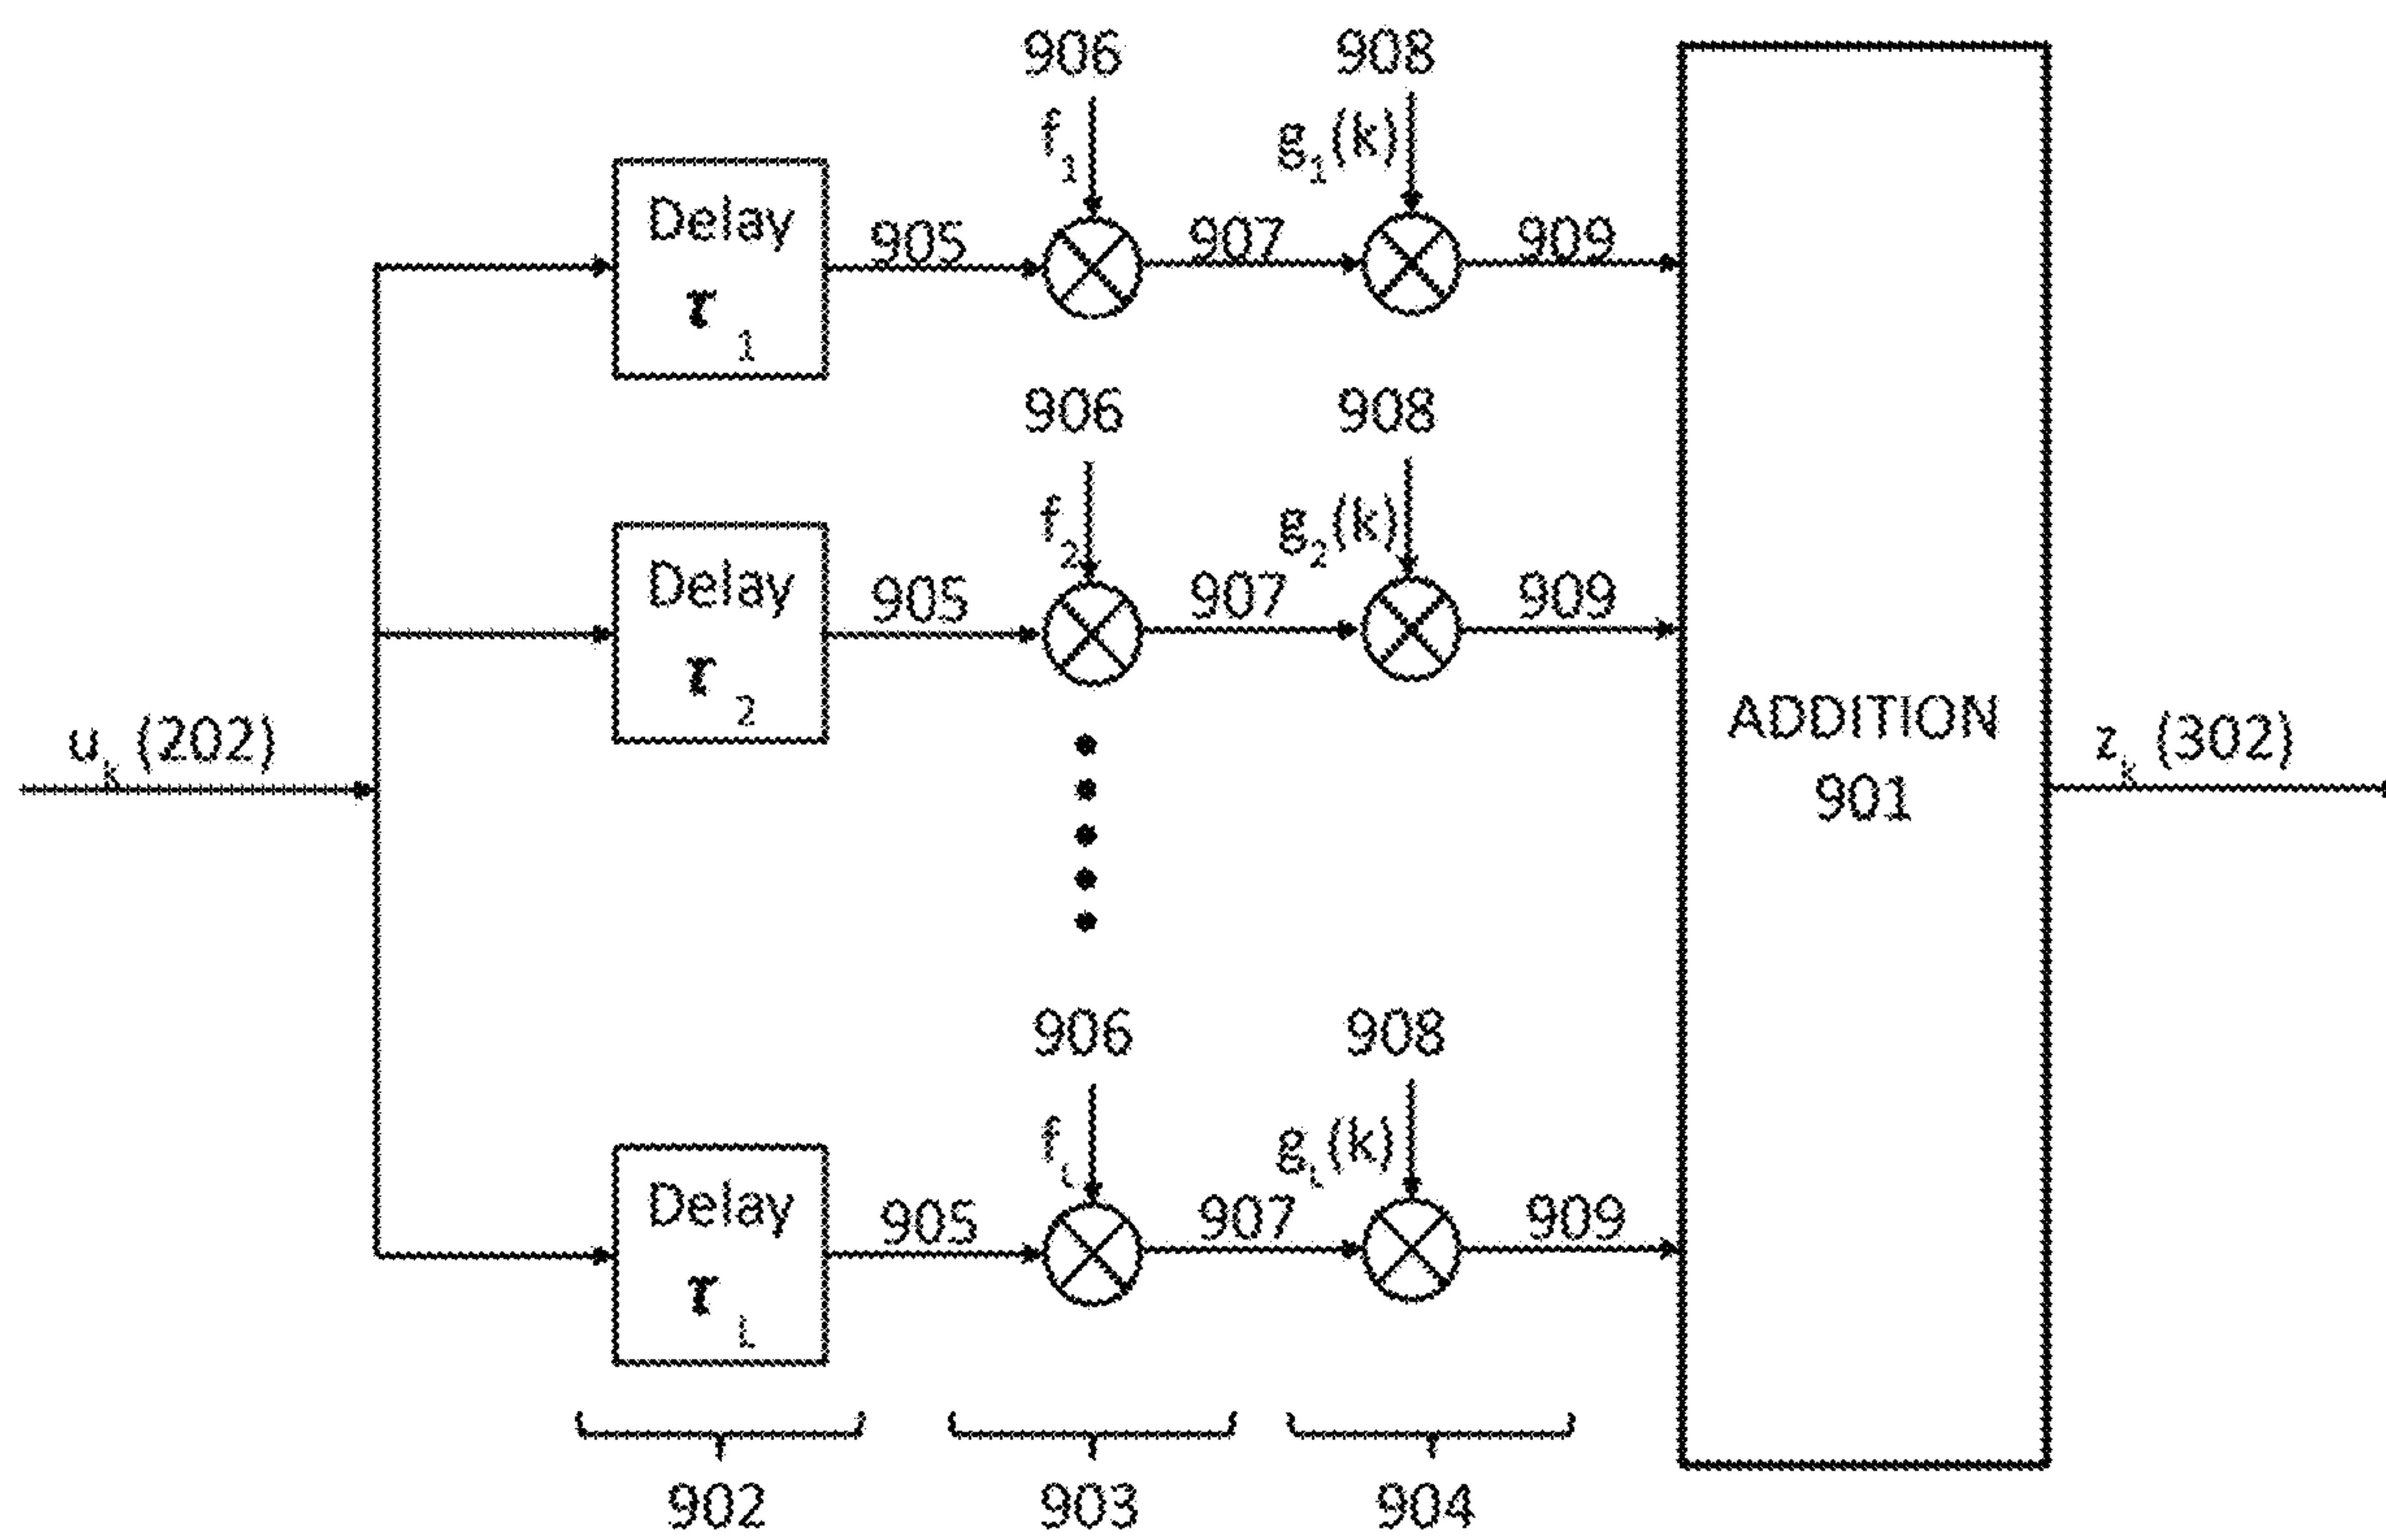 906 908
f1 g1(k)
Delay
τ1
905 907 909
906 908
f2 g2(k)
Delay
τ2
905 907 909
uk (202)
ADDITION
901
zk (302)
906 908
fL gL(k)
Delay
τL
905 907 909
902 903 904